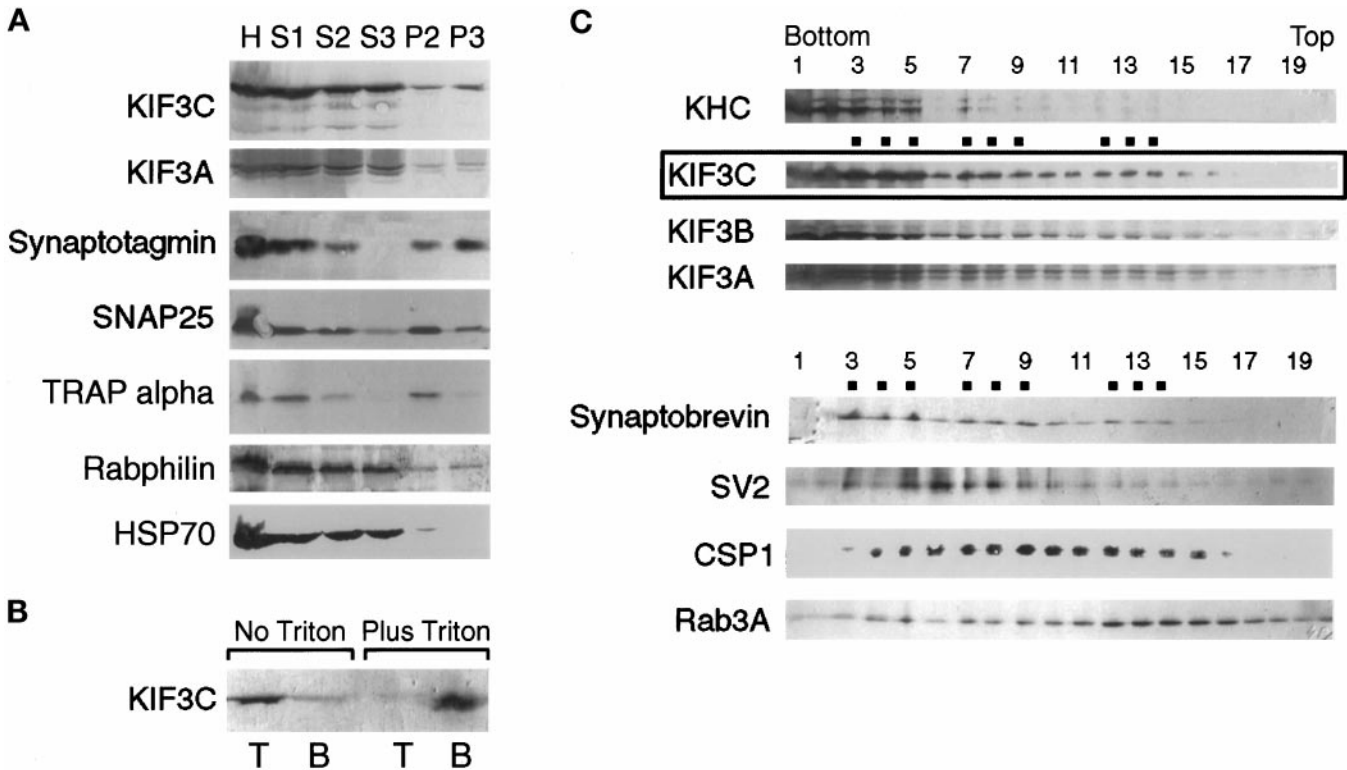 A
H S1 S2 S3 P2 P3
KIF3C
KIF3A
Synaptotagmin
SNAP25
TRAP alpha
Rabphilin
HSP70
B
No Triton Plus Triton
KIF3C
T B T B
C
Bottom Top
1 3 5 7 9 11 13 15 17 19
KHC
KIF3C
KIF3B
KIF3A
1 3 5 7 9 11 13 15 17 19
Synaptobrevin
SV2
CSP1
Rab3A